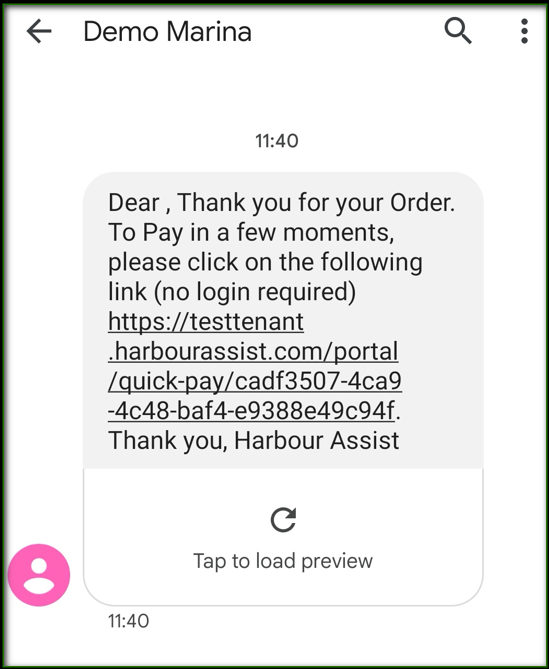 Demo Marina
11:40
Dear , Thank you for your Order.
To Pay in a few moments,
please click on the following
link (no login required)
https://testtenant
.harbourassist.com/portal
/quick-pay/cadf3507-4ca9
-4c48-baf4-e9388e49c94f.
Thank you, Harbour Assist
Tap to load preview
11:40